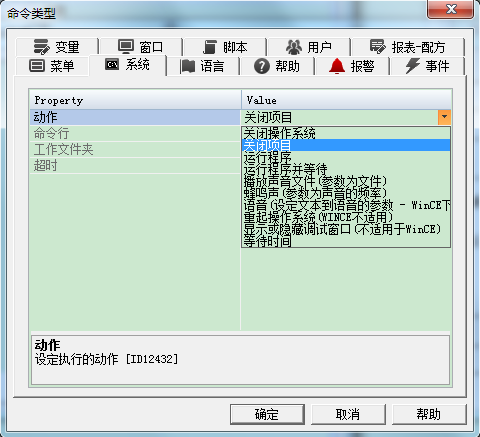 命令类型
变量
窗口
脚本
用户
报表-配方
菜单
系统
语言
帮助
报警
事件
Property
Value
动作
关闭项目
命令行
工作文件夹
超时
关闭操作系统
关闭项目
运行程序
运行程序并等待
播放声音文件(参数为文件)
蜂鸣声(参数为声音的频率)
语音(设定文本到语音的参数 - WinCE下
重起操作系统(WINCE不适用)
显示或隐藏调试窗口(不适用于WinCE)
等待时间
动作
设定执行的动作 [ID12432]
确定
取消
帮助